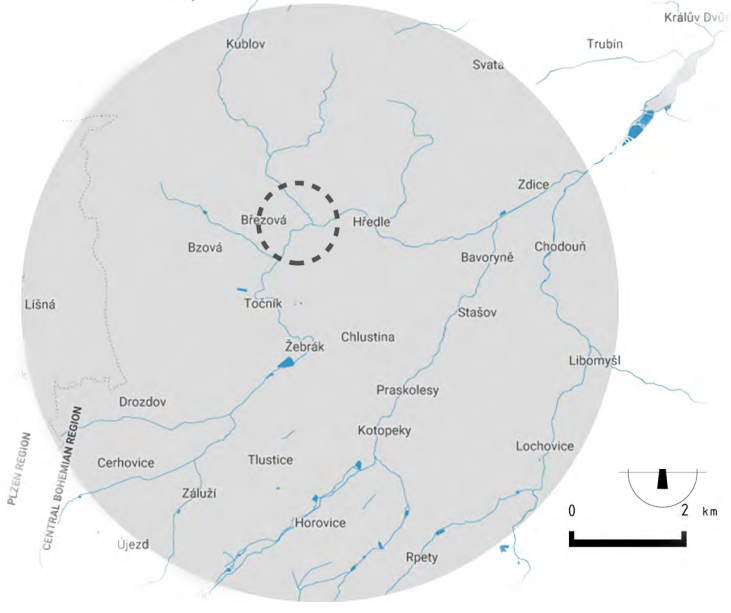 Králův Dvůr
Kublov
Trubín
Svatá
Zdice
Březová
Hředle
Bzová
Bavoryně
Chodouň
Líšná
Točník
Stašov
Chlustina
Žebrák
Libomyšl
Praskolesy
Drozdov
Kotopeky
PLZEN REGION
CENTRAL BOHEMIAN REGION
Lochovice
Cerhovice
Tlustice
Záluží
0 2 km
Horovice
Újezd
Rpety